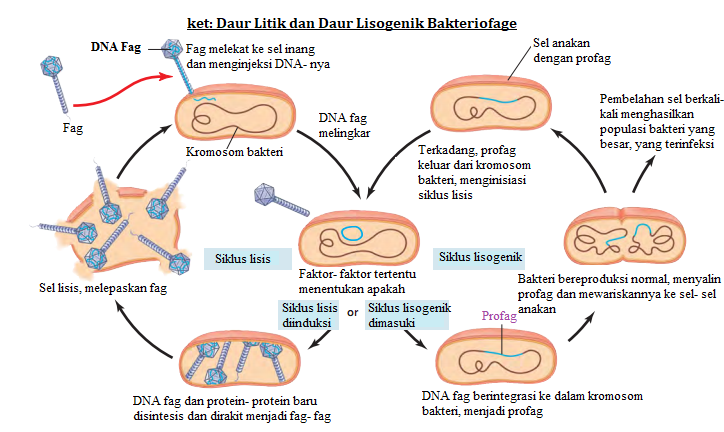 ket: Daur Litik dan Daur Lisogenik Bakteriofage
DNA Fag
Fag melekat ke sel inang
dan menginjeksi DNA- nya
Fag
Kromosom bakteri
DNA fag
melingkar
Sel anakan
dengan profag
Terkadang, profag
keluar dari kromosom
bakteri, menginisiasi
siklus lisis
Pembelahan sel berkali-
kali menghasilkan
populasi bakteri yang
besar, yang terinfeksi
Siklus lisis
Siklus lisogenik
Sel lisis, melepaskan fag
Faktor- faktor tertentu
menentukan apakah
Siklus lisis
diinduksi
or
Siklus lisogenik
dimasuki
Bakteri bereproduksi normal, menyalin
profag dan mewariskannya ke sel- sel
anakan
Profag
DNA fag dan protein- protein baru
disintesis dan dirakit menjadi fag- fag
DNA fag berintegrasi ke dalam kromosom
bakteri, menjadi profag